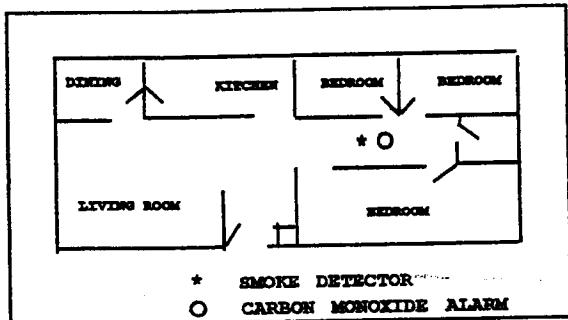 DINING KITCHEN BEDROOM BEDROOM
LIVING ROOM
BEDROOM
* SMOKE DETECTOR
O CARBON MONOXIDE ALARM